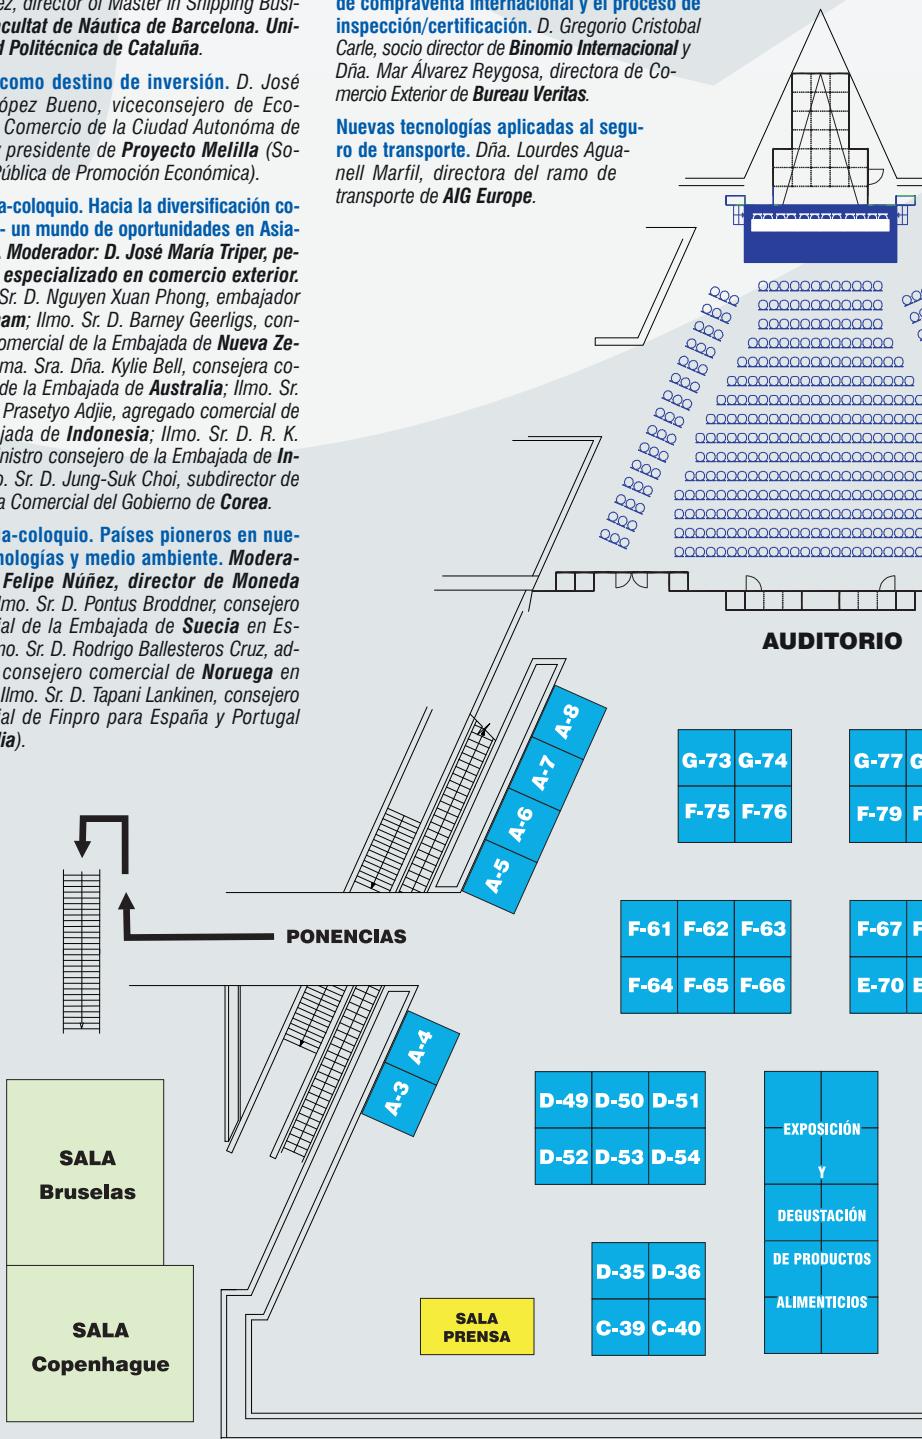 ez, director of Master in Shipping Busi-
acultat de Náutica de Barcelona. Uni-
d Politécnica de Cataluña.
como destino de inversión. D. José
ópez Bueno, viceconsejero de Eco-
Comercio de la Ciudad Autonóma de
y presidente de Proyecto Melilla (So-
Pública de Promoción Económica).
a-coloquio. Hacia la diversificación co-
- un mundo de oportunidades en Asia-
. Moderador: D. José María Triper, pe-
especializado en comercio exterior.
Sr. D. Nguyen Xuan Phong, embajador
nam; Ilmo. Sr. D. Barney Geerligs, con-
omercial de la Embajada de Nueva Ze-
ma. Sra. Dña. Kylie Bell, consejera co-
de la Embajada de Australia; Ilmo. Sr.
Prasetyo Adjie, agregado comercial de
ajada de Indonesia; Ilmo. Sr. D. R. K.
inistro consejero de la Embajada de In-
o. Sr. D. Jung-Suk Choi, subdirector de
a Comercial del Gobierno de Corea.
ia-coloquio. Países pioneros en nue-
nologías y medio ambiente. Modera-
Felipe Núñez, director de Moneda
lmo. Sr. D. Pontus Broddner, consejero
ial de la Embajada de Suecia en Es-
mo. Sr. D. Rodrigo Ballesteros Cruz, ad-
consejero comercial de Noruega en
Ilmo. Sr. D. Tapani Lankinen, consejero
ial de Finpro para España y Portugal
dia).
de compraventa internacional y el proceso de
inspección/certificación. D. Gregorio Cristobal
Carle, socio director de Binomio Internacional y
Dña. Mar Álvarez Reygosa, directora de Co-
mercio Exterior de Bureau Veritas.
Nuevas tecnologías aplicadas al segu-
ro de transporte. Dña. Lourdes Agua-
nell Marfil, directora del ramo de
transporte de AIG Europe.
AUDITORIO
A-8
A-7
A-6
A-5
G-73 G-74
F-75 F-76
G-77 G
F-79 F
PONENCIAS
F-61 F-62 F-63
F-64 F-65 F-66
F-67 F
E-70 E
A-4
A-3
D-49 D-50 D-51
D-52 D-53 D-54
EXPOSICIÓN
Y
DEGUSTACIÓN
DE PRODUCTOS
ALIMENTICIOS
SALA
Bruselas
D-35 D-36
C-39 C-40
SALA
PRENSA
SALA
Copenhague